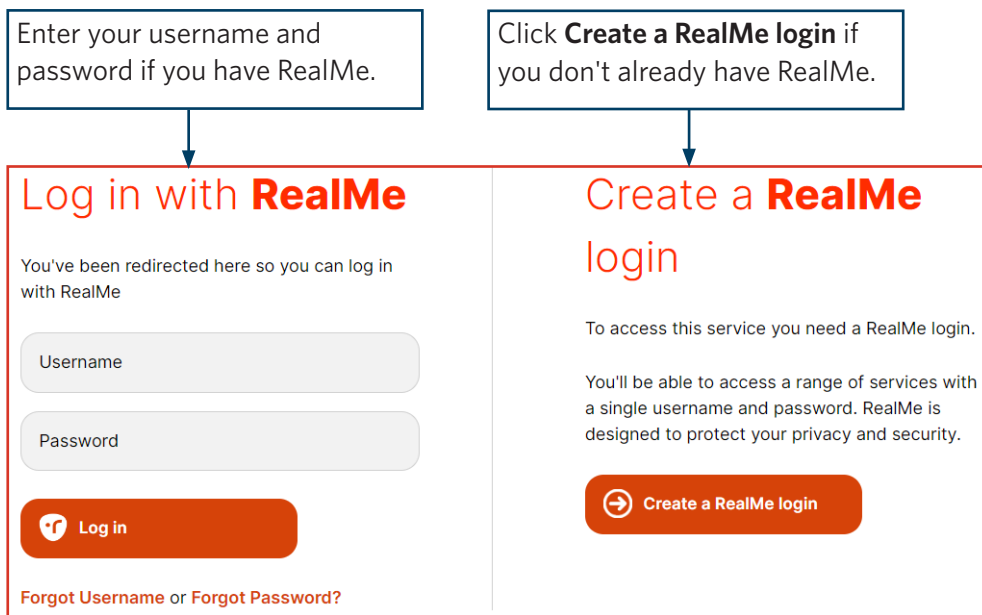 Enter your username and
password if you have RealMe.
Click Create a RealMe login if
you don't already have RealMe.
Log in with RealMe
You've been redirected here so you can log in
with RealMe
Username
Password
Log in
Forgot Username or Forgot Password?
Create a RealMe
login
To access this service you need a RealMe login.
You'll be able to access a range of services with
a single username and password. RealMe is
designed to protect your privacy and security.
Create a RealMe login